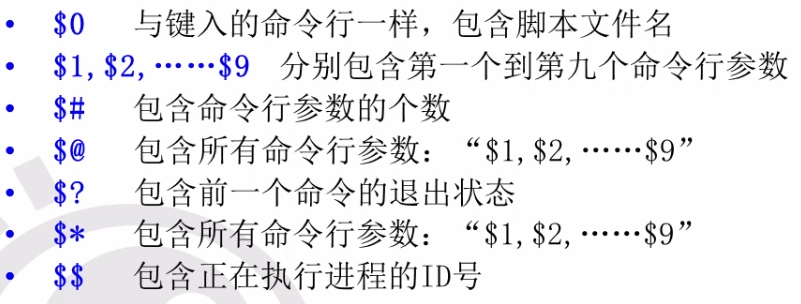 • $0 与键入的命令行一样，包含脚本文件名
• $1,$2,……$9 分别包含第一个到第九个命令行参数
• $# 包含命令行参数的个数
• $@ 包含所有命令行参数：“$1,$2,……$9”
• $? 包含前一个命令的退出状态
• $* 包含所有命令行参数：“$1,$2,……$9”
• $$ 包含正在执行进程的ID号